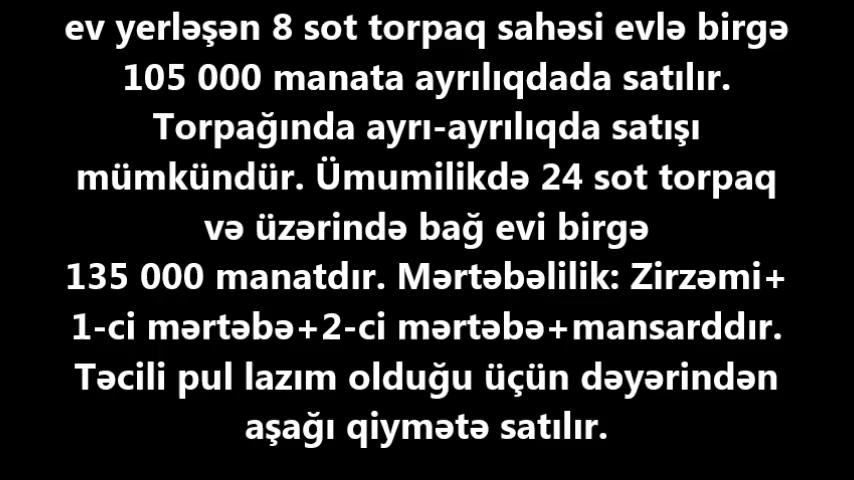 ev yerləşən 8 sot torpaq sahəsi evlə birgə
105 000 manata ayrılıqdada satılır.
Torpağında ayrı-ayrılıqda satışı
mümkündür. Ümumilikdə 24 sot torpaq
və üzərində bağ evi birgə
135 000 manatdır. Mərtəbəlilik: Zirzəmi+
1-ci mərtəbə+2-ci mərtəbə+mansarddır.
Təcili pul lazım olduğu üçün dəyərindən
aşağı qiymətə satılır.